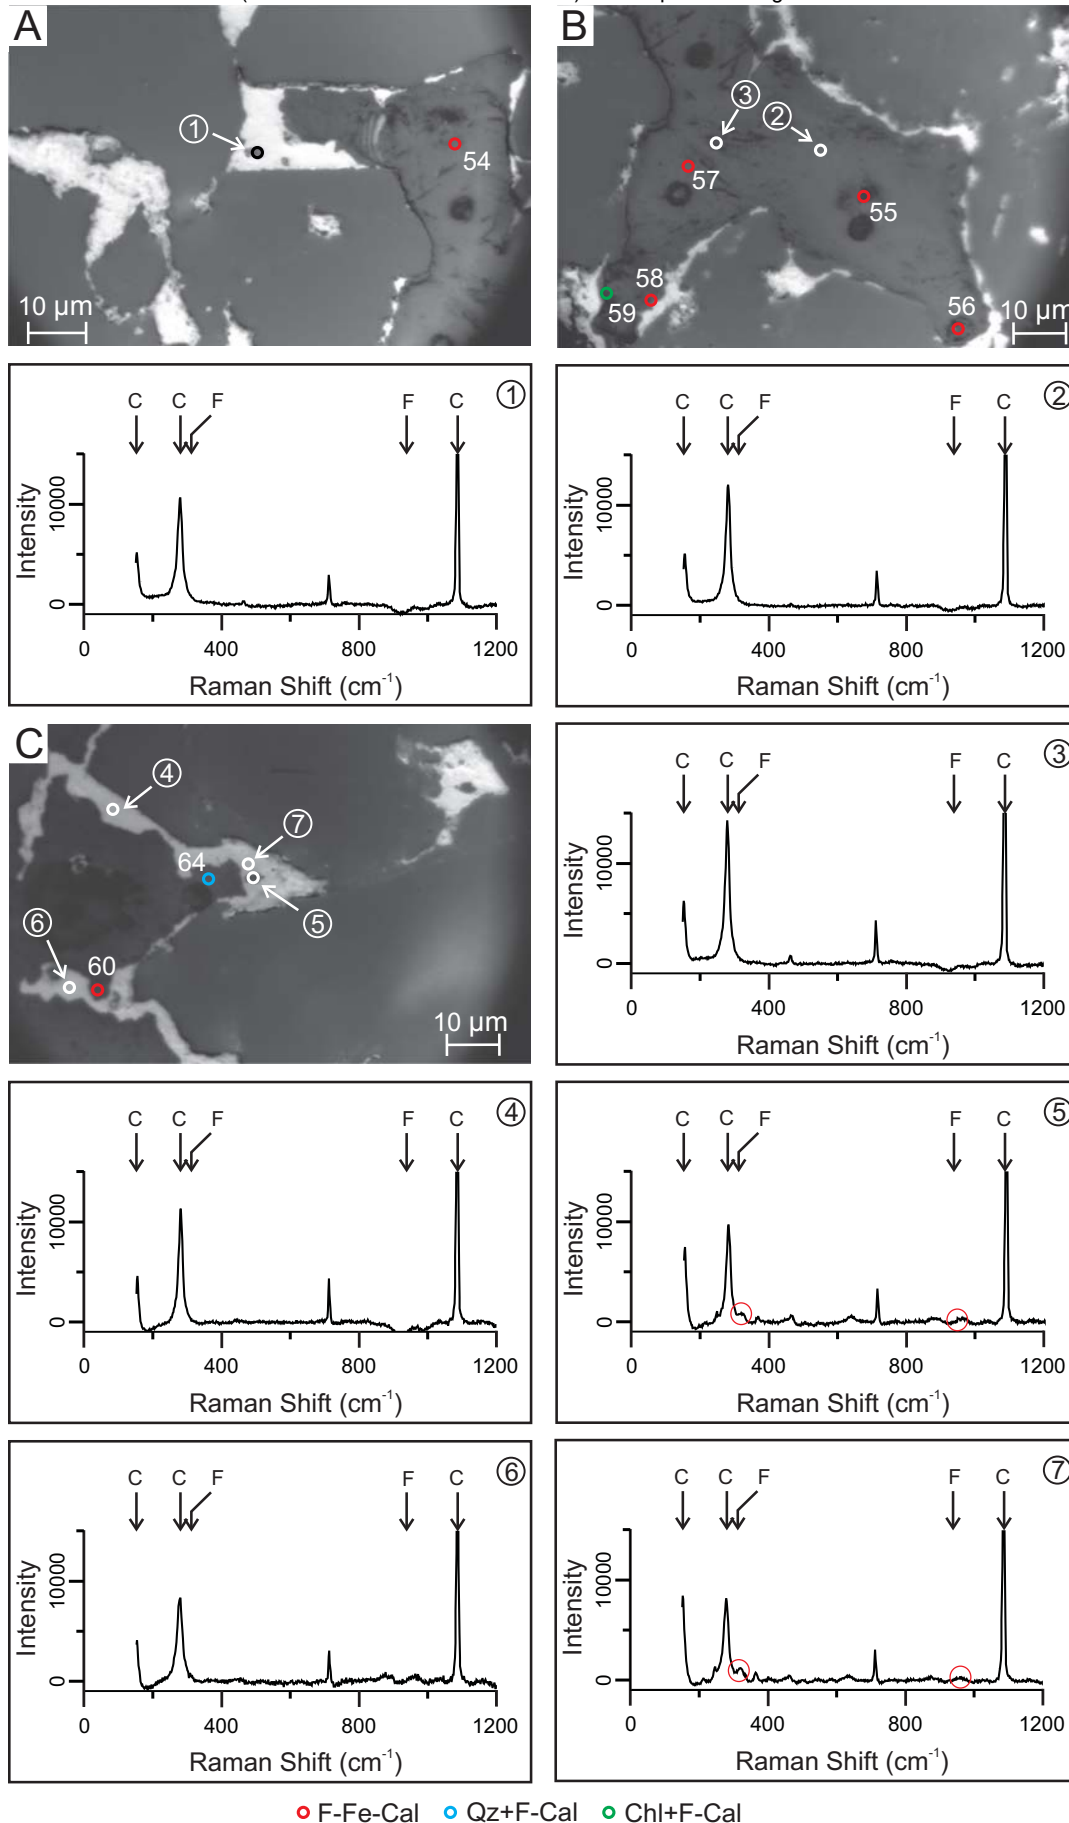 A
①
54
10 µm
B
③
②
57
55
58
59
56
10 µm
①
C C F F C
Intensity
10000
0
0 400 800 1200
Raman Shift (cm-1)
②
C C F F C
Intensity
10000
0
0 400 800 1200
Raman Shift (cm-1)
C
④
⑦
64
⑤
⑥
60
10 µm
③
C C F F C
Intensity
10000
0
0 400 800 1200
Raman Shift (cm-1)
④
C C F F C
Intensity
10000
0
0 400 800 1200
Raman Shift (cm-1)
⑤
C C F F C
Intensity
10000
0
0 400 800 1200
Raman Shift (cm-1)
⑥
C C F F C
Intensity
10000
0
0 400 800 1200
Raman Shift (cm-1)
⑦
C C F F C
Intensity
10000
0
0 400 800 1200
Raman Shift (cm-1)
F-Fe-Cal Qz+F-Cal Chl+F-Cal